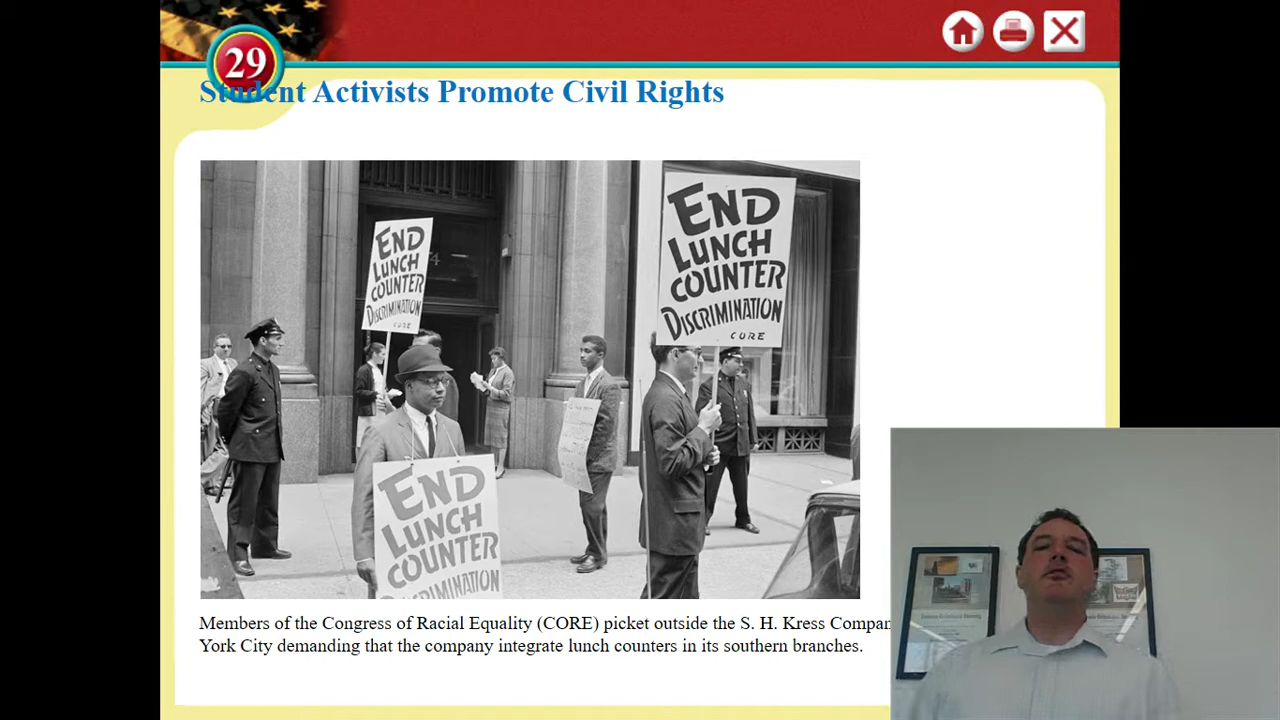 29
Student Activists Promote Civil Rights
END
LUNCH
COUNTER
DISCRIMINATION
CORE
END
LUNCH
COUNTER
DISCRIMINATION
CORE
END
LUNCH
COUNTER
Members of the Congress of Racial Equality (CORE) picket outside the S. H. Kress
York City demanding that the company integrate lunch counters in its southern branches.